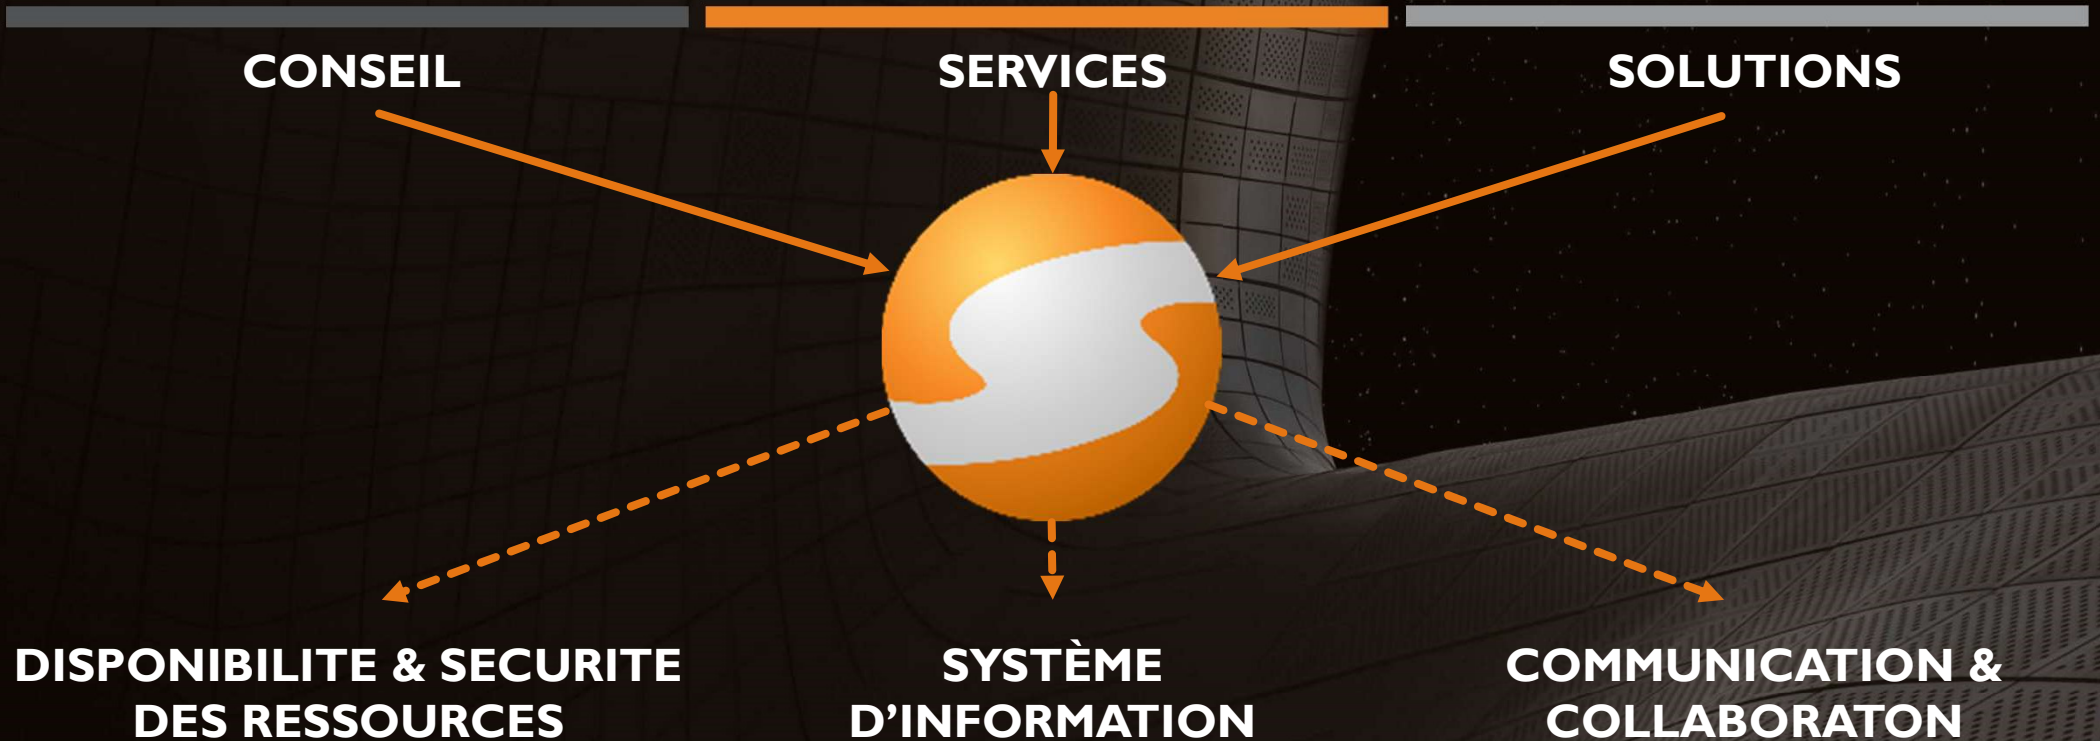 CONSEIL
SERVICES
SOLUTIONS
DISPONIBILITE & SECURITE
DES RESSOURCES
SYSTÈME
D’INFORMATION
COMMUNICATION &
COLLABORATON